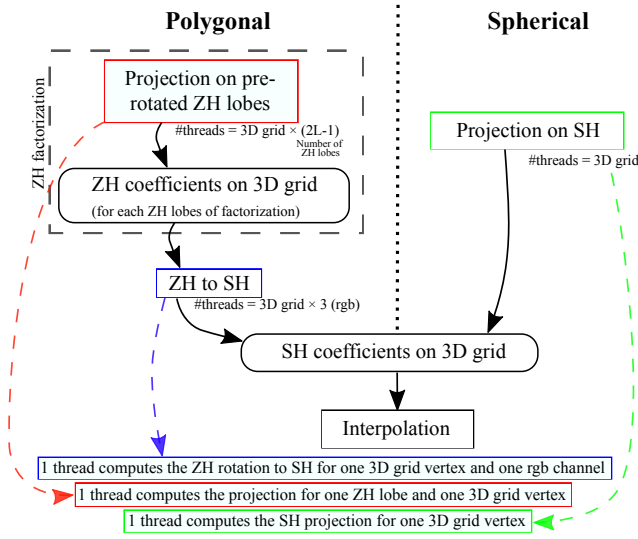 Polygonal
Spherical
ZH factorization
Projection on pre-
rotated ZH lobes
#threads = 3D grid × (2L-1)
Number of
ZH lobes
ZH coefficients on 3D grid
(for each ZH lobes of factorization)
Projection on SH
#threads = 3D grid
ZH to SH
#threads = 3D grid × 3 (rgb)
SH coefficients on 3D grid
Interpolation
1 thread computes the ZH rotation to SH for one 3D grid vertex and one rgb channel
1 thread computes the projection for one ZH lobe and one 3D grid vertex
1 thread computes the SH projection for one 3D grid vertex